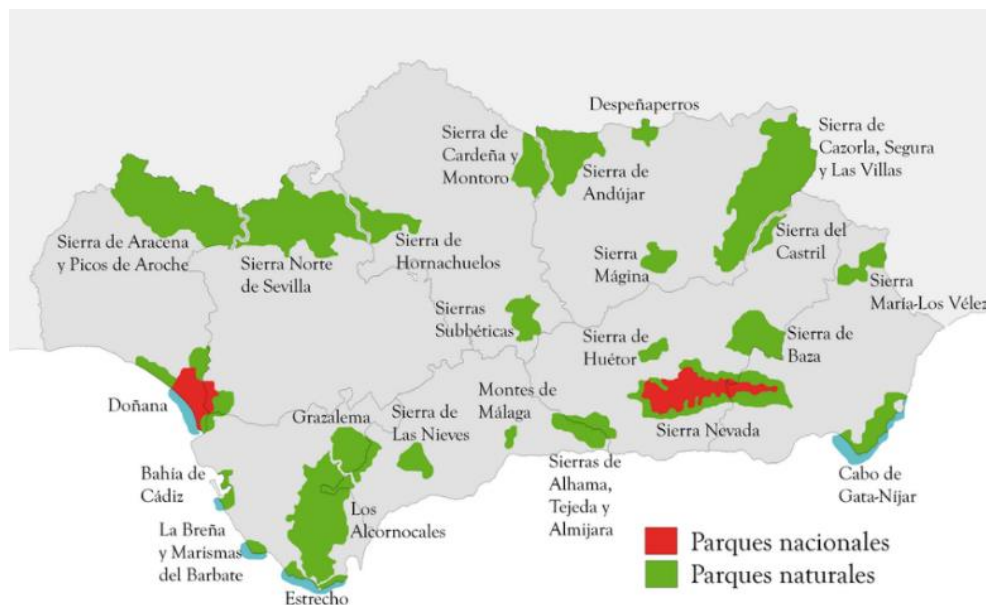 Despeñaperros
Sierra de
Cardeña y
Montoro
Sierra de
Andújar
Sierra de
Cazorla, Segura
y Las Villas
Sierra de Aracena
y Picos de Aroche
Sierra Norte
de Sevilla
Sierra de
Hornachuelos
Sierra
Mágina
Sierra del
Castril
Sierra
María-Los Vélez
Sierras
Subbéticas
Sierra de
Huétor
Sierra de
Baza
Doñana
Grazalema
Sierra de
Las Nieves
Montes de
Málaga
Sierra Nevada
Bahía de
Cádiz
Los
Alcornocales
Sierras de
Alhama,
Tejeda y
Almijara
Cabo de
Gata-Níjar
La Breña
y Marismas
del Barbate
Estrecho
Parques nacionales
Parques naturales